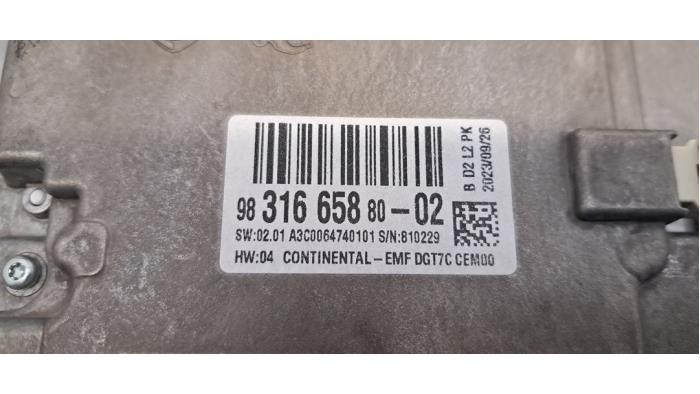 98 316 658 80-02
SW:02.01 A3C0064740101 S/N:810229
HW:04 CONTINENTAL-EMF DGT7C CEM00
B D2 L2 PK
2023/09/26